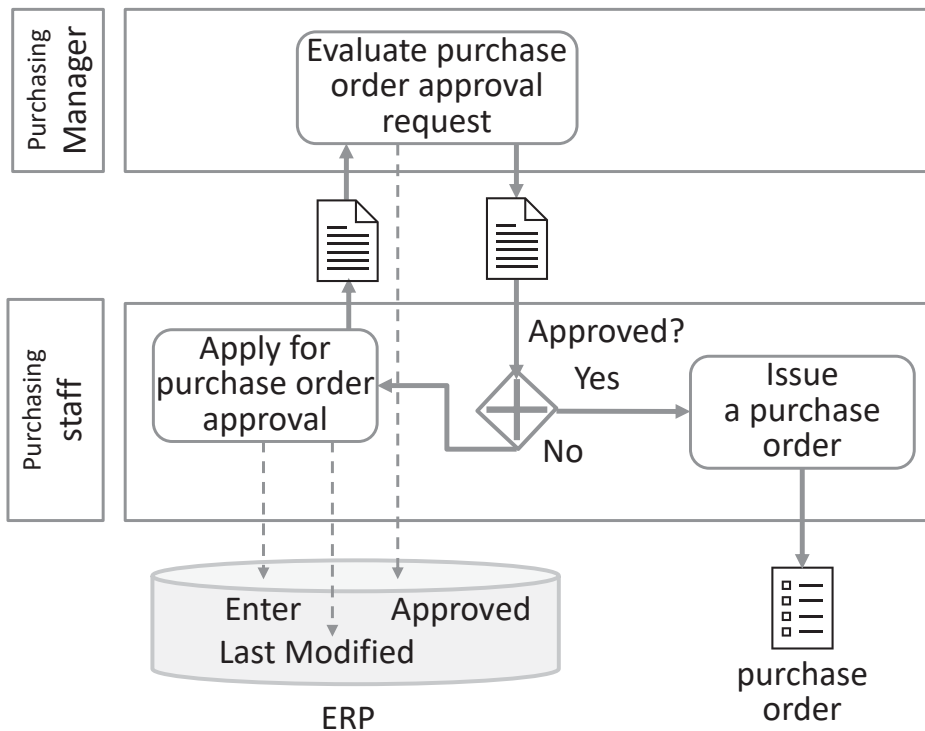 Purchasing
Manager
Evaluate purchase
order approval
request
Purchasing
staff
Apply for
purchase order
approval
Approved?
Yes
No
Issue
a purchase
order
Enter
Approved
Last Modified
ERP
purchase
order